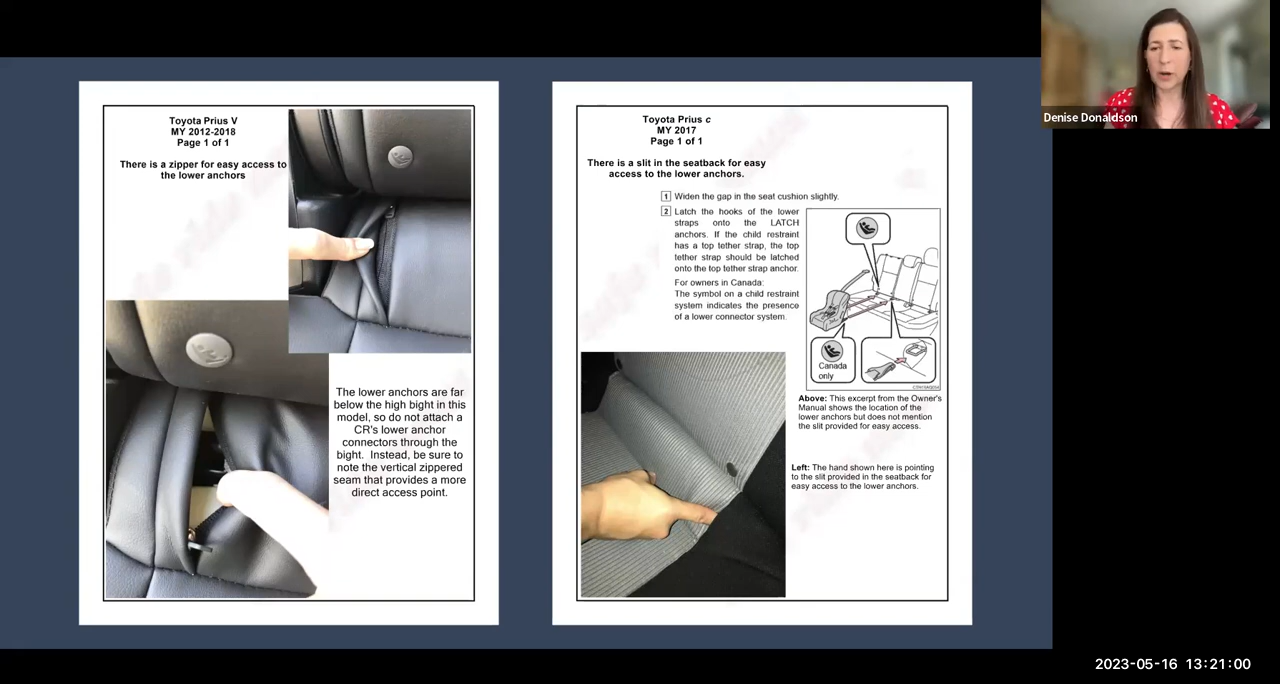 Toyota Prius V
MY 2012-2018
Page 1 of 1
There is a zipper for easy access to
the lower anchors
The lower anchors are far
below the high bight in this
model, so do not attach a
CR's lower anchor
connectors through the
bight. Instead, be sure to
note the vertical zippered
seam that provides a more
direct access point.
Toyota Prius c
MY 2017
Page 1 of 1
There is a slit in the seatback for easy
access to the lower anchors.
1 Widen the gap in the seat cushion slightly.
2 Latch the hooks of the lower
straps onto the LATCH
anchors. If the child restraint
has a top tether strap, the top
tether strap should be latched
onto the top tether strap anchor.
For owners in Canada:
The symbol on a child restraint
system indicates the presence
of a lower connector system.
Canada
only
Above: This excerpt from the Owner's
Manual shows the location of the
lower anchors but does not mention
the slit provided for easy access.
Left: The hand shown here is pointing
to the slit provided in the seatback for
easy access to the lower anchors.
Denise Donaldson
2023-05-16 13:21:00